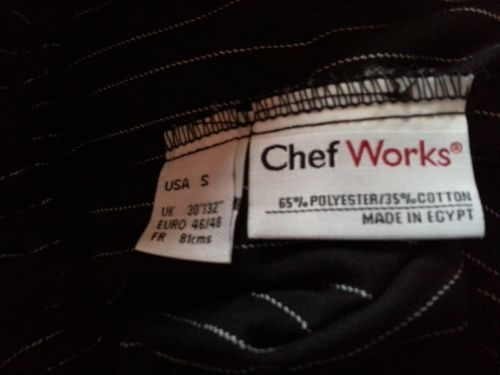 Chef Works®
65% POLYESTER/35% COTTON
MADE IN EGYPT
USA S
UK 30"/32"
EURO 46/48
FR 81cms